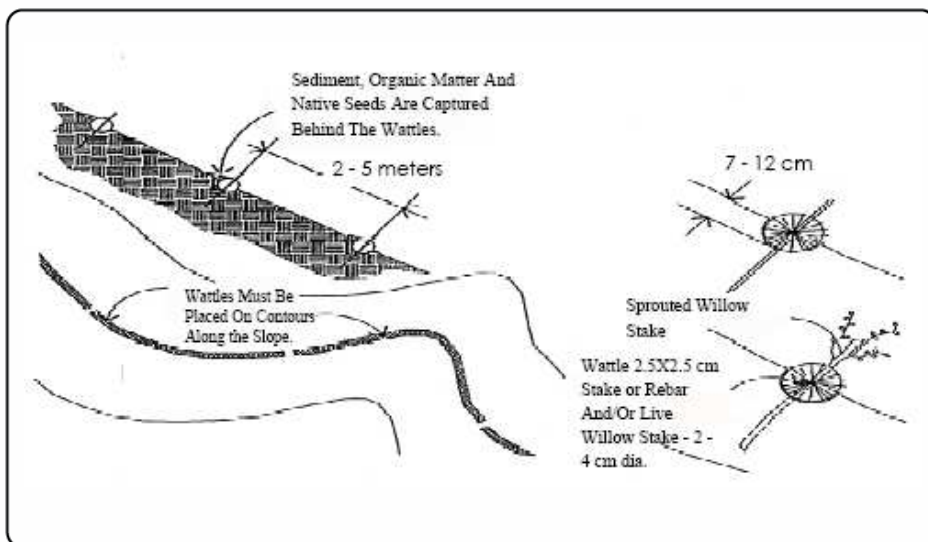 Sediment, Organic Matter And
Native Seeds Are Captured
Behind The Wattles.
2 - 5 meters
7 - 12 cm
Wattles Must Be
Placed On Contours
Along the Slope.
Sprouted Willow
Stake
Wattle 2.5X2.5 cm
Stake or Rebar
And/Or Live
Willow Stake - 2 -
4 cm dia.